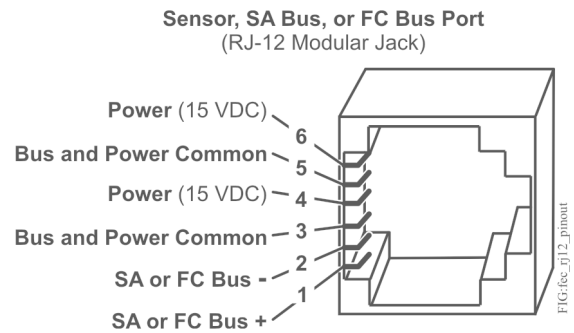 Sensor, SA Bus, or FC Bus Port
(RJ-12 Modular Jack)
Power (15 VDC)
6
Bus and Power Common
5
Power (15 VDC)
4
Bus and Power Common
3
SA or FC Bus -
2
SA or FC Bus +
1
FIG:fec_rj12_pinout